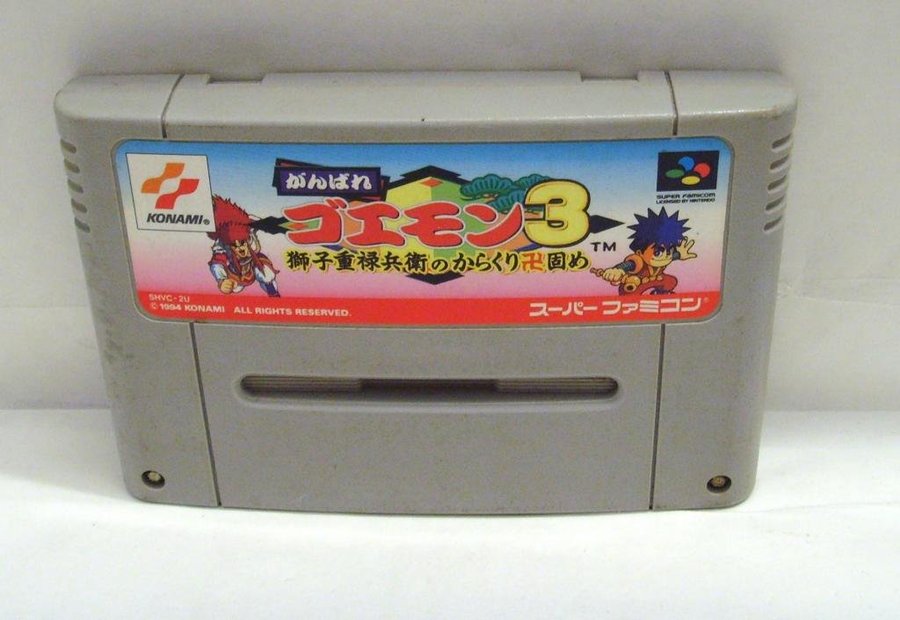 KONAMI®
がんばれ
ゴエモン3
TM
獅子重禄兵衛のからくり卍固め
SUPER FAMICOM
LICENSED BY NINTENDO
SHVC-2U
© 1994 KONAMI ALL RIGHTS RESERVED.
スーパーファミコン®